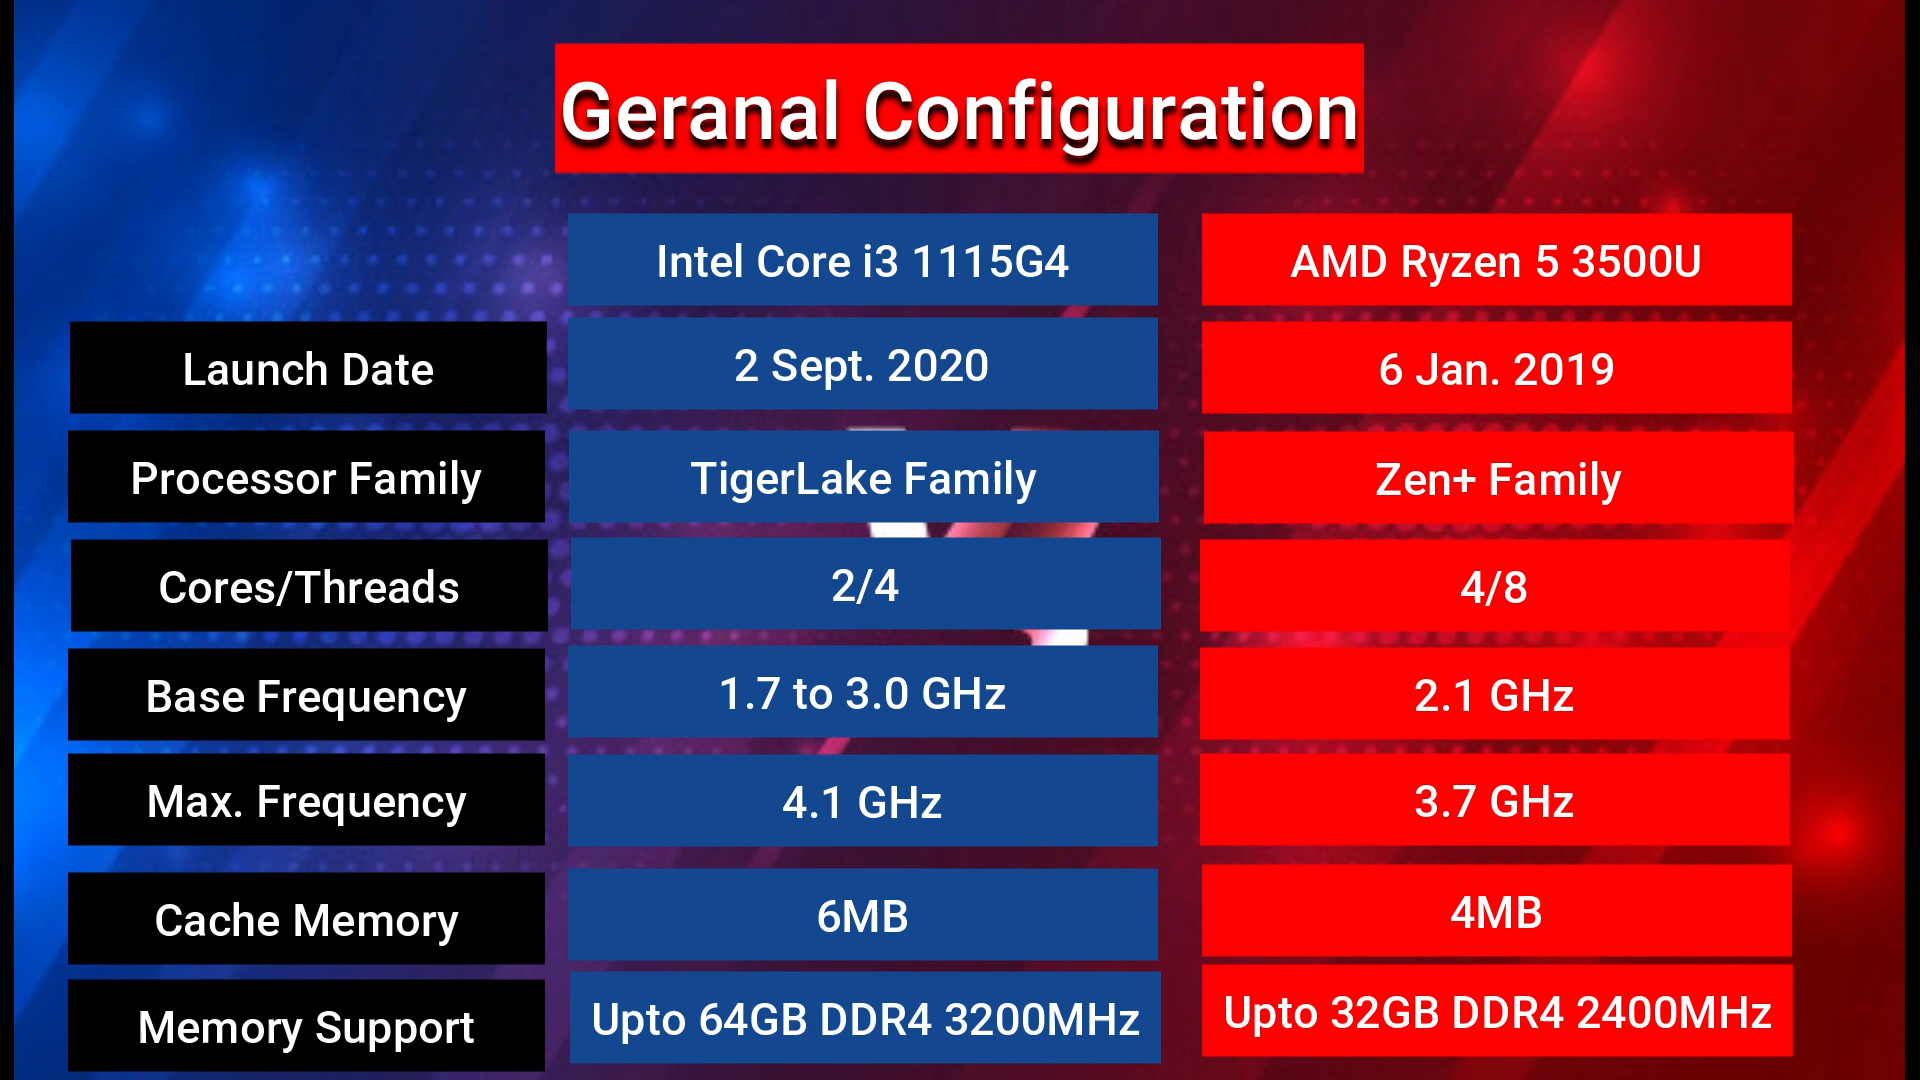 Geranal Configuration
Intel Core i3 1115G4
AMD Ryzen 5 3500U
Launch Date
2 Sept. 2020
6 Jan. 2019
Processor Family
TigerLake Family
Zen+ Family
Cores/Threads
2/4
4/8
Base Frequency
1.7 to 3.0 GHz
2.1 GHz
Max. Frequency
4.1 GHz
3.7 GHz
Cache Memory
6MB
4MB
Memory Support
Upto 64GB DDR4 3200MHz
Upto 32GB DDR4 2400MHz